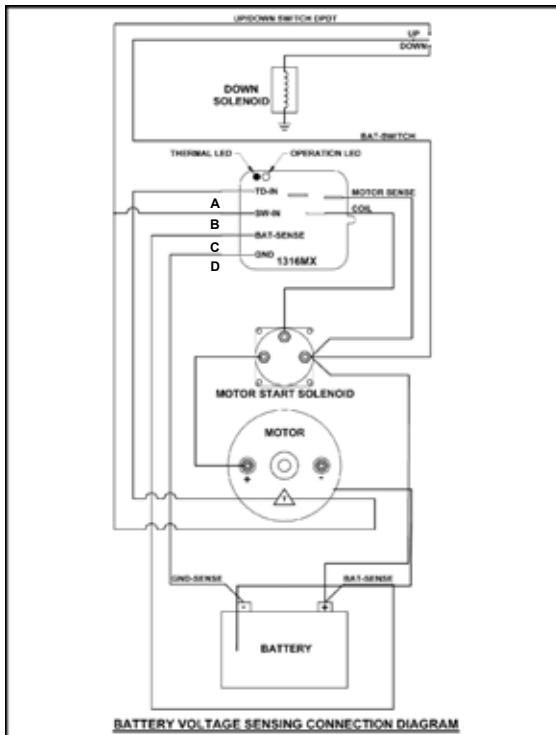 UP/DOWN SWITCH DPDT
UP
DOWN
DOWN SOLENOID
BAT-SWITCH
THERMAL LED
OPERATION LED
TD-IN
MOTOR SENSE
A
SW-IN
COIL
B
BAT-SENSE
C
GND
D
1316MX
MOTOR START SOLENOID
MOTOR
+
-
GND-SENSE
BAT-SENSE
-
+
BATTERY
BATTERY VOLTAGE SENSING CONNECTION DIAGRAM